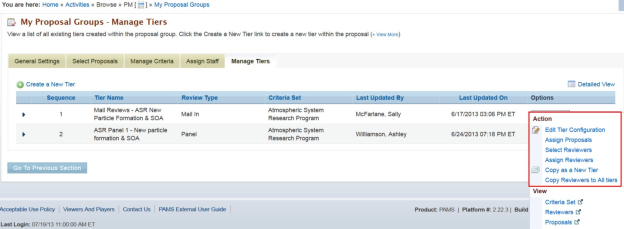 You are here: Home » Activities » Browse » PM [ ] » My Proposal Groups
My Proposal Groups - Manage Tiers
View a list of all existing tiers created within the proposal group. Click the Create a New Tier link to create a new tier within the proposal (+ View More)
General Settings Select Proposals Manage Criteria Assign Staff Manage Tiers
Create a New Tier Detailed View
Sequence Tier Name Review Type Criteria Set Last Updated By Last Updated On Options
1 Mail Reviews - ASR New Particle Formation & SOA Mail In Atmospheric System Research Program McFarlane, Sally 6/17/2013 03:08 PM ET
2 ASR Panel 1 - New particle formation & SOA Panel Atmospheric System Research Program Williamson, Ashley 6/24/2013 07:18 PM ET
Action
Edit Tier Configuration
Assign Proposals
Select Reviewers
Assign Reviewers
Copy as a New Tier
Copy Reviewers to All tiers
View
Criteria Set
Reviewers
Proposals
Go To Previous Section
Acceptable Use Policy | Viewers And Players | Contact Us | PAMS External User Guide | Product: PAMS | Platform #: 2.22.3 | Build
Last Login: 07/19/13 11:00:00 AM ET